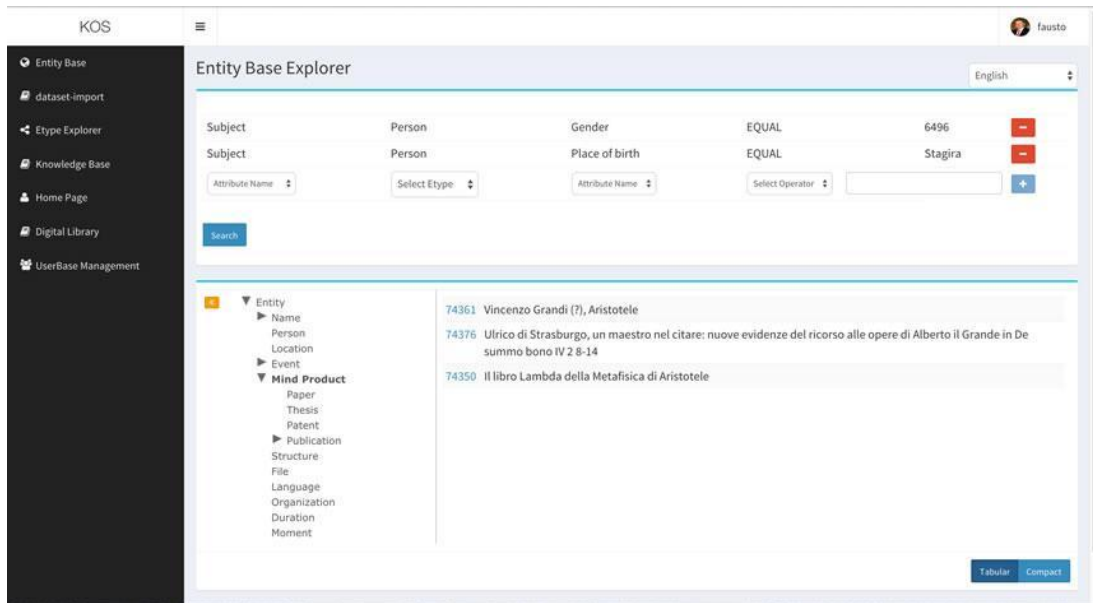 KOS
fausto
Entity Base
dataset-import
Etype Explorer
Knowledge Base
Home Page
Digital Library
UserBase Management
Entity Base Explorer
English
Subject Person Gender EQUAL 6496
Subject Person Place of birth EQUAL Stagira
Attribute Name Select Etype Attribute Name Select Operator
Search
Entity
Name
Person
Location
Event
Mind Product
Paper
Thesis
Patent
Publication
Structure
File
Language
Organization
Duration
Moment
74361 Vincenzo Grandi (?), Aristotele
74376 Ulrico di Strasburgo, un maestro nel citare: nuove evidenze del ricorso alle opere di Alberto il Grande in De
summo bono IV 2 8-14
74350 Il libro Lambda della Metafisica di Aristotele
Tabular Compact